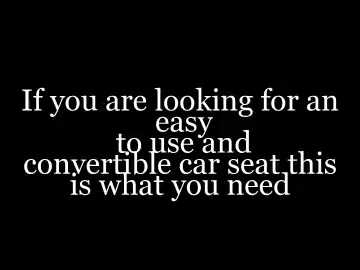 If you are looking for an
easy
to use and
convertible car seat this
is what you need